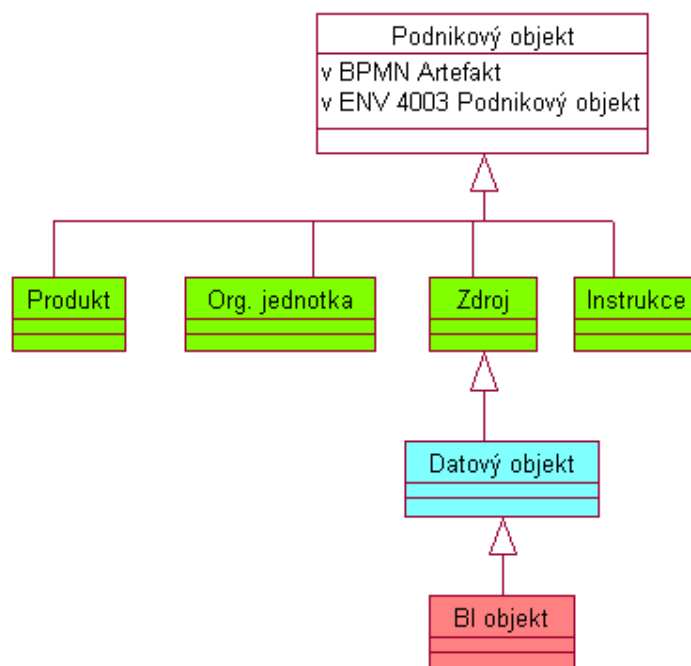 Podnikový objekt
v BPMN Artefakt
v ENV 4003 Podnikový objekt
Produkt
Org. jednotka
Zdroj
Instrukce
Datový objekt
BI objekt